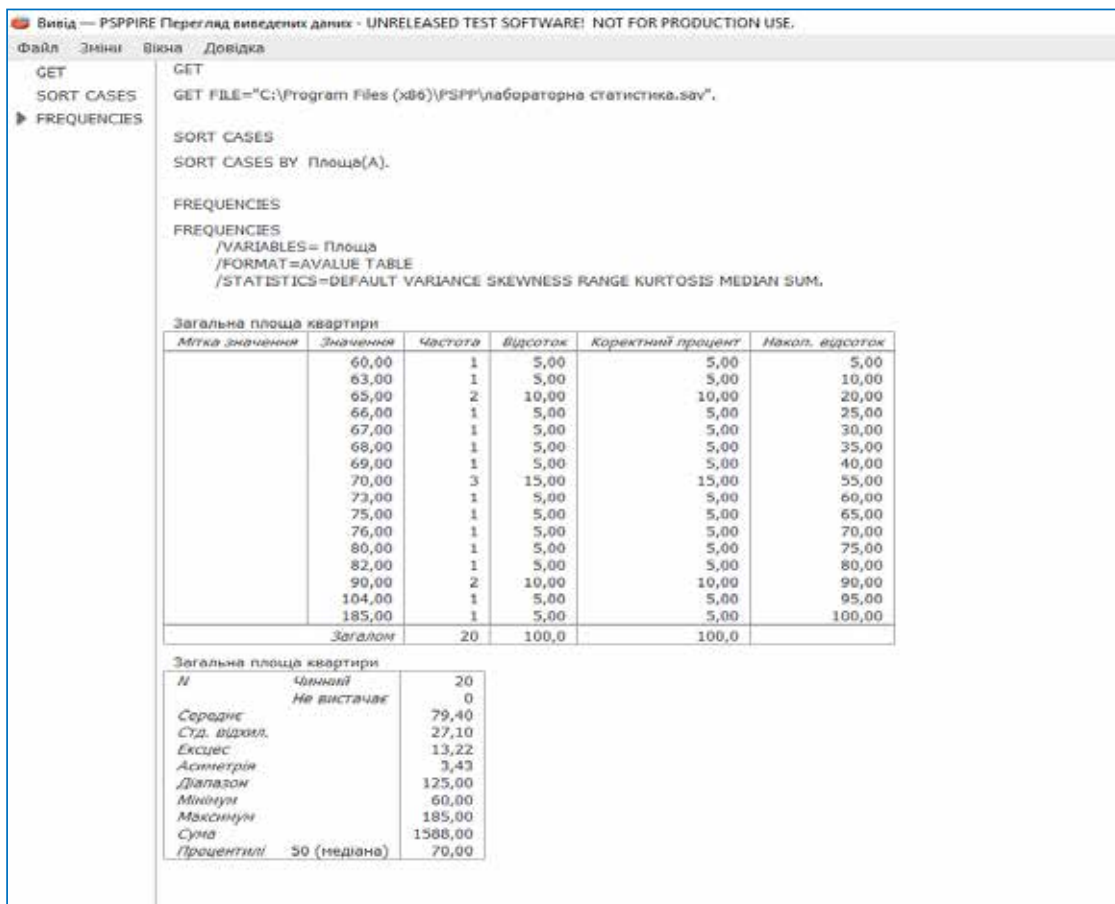 Вивід — PSPPIRE Перегляд виведених даних - UNRELEASED TEST SOFTWARE! NOT FOR PRODUCTION USE.
Файл Зміни Вікна Довідка
GET
SORT CASES
FREQUENCIES
GET
GET FILE="C:\Program Files (x86)\PSPP\лабораторна статистика.sav".
SORT CASES
SORT CASES BY Площа(A).
FREQUENCIES
FREQUENCIES
/VARIABLES= Площа
/FORMAT=AVALUE TABLE
/STATISTICS=DEFAULT VARIANCE SKEWNESS RANGE KURTOSIS MEDIAN SUM.
Загальна площа квартири
Мітка значення Значення Частота Відсоток Коректний процент Накоп. відсоток
60,00 1 5,00 5,00 5,00
63,00 1 5,00 5,00 10,00
65,00 2 10,00 10,00 20,00
66,00 1 5,00 5,00 25,00
67,00 1 5,00 5,00 30,00
68,00 1 5,00 5,00 35,00
69,00 1 5,00 5,00 40,00
70,00 3 15,00 15,00 55,00
73,00 1 5,00 5,00 60,00
75,00 1 5,00 5,00 65,00
76,00 1 5,00 5,00 70,00
80,00 1 5,00 5,00 75,00
82,00 1 5,00 5,00 80,00
90,00 2 10,00 10,00 90,00
104,00 1 5,00 5,00 95,00
185,00 1 5,00 5,00 100,00
Загалом 20 100,0 100,0
Загальна площа квартири
N Чинний 20
Не вистачає 0
Середнє 79,40
Стд. відхил. 27,10
Ексцес 13,22
Асиметрія 3,43
Діапазон 125,00
Мінімум 60,00
Максимум 185,00
Сума 1588,00
Процентилі 50 (медіана) 70,00